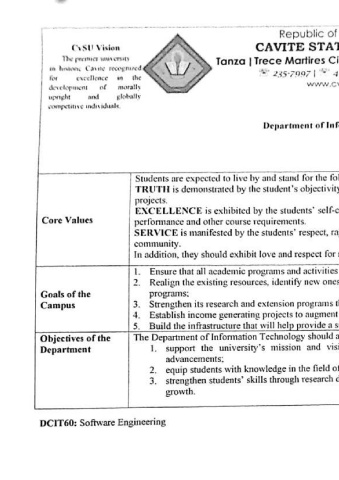 CvSU Vision
The premier university
in historic Cavite recognized
for excellence in the
development of morally
upright and globally
competitive individuals.
Republic of
CAVITE STAT
Tanza | Trece Martires Ci
☏ 235-7997 | ☏ 4
www.c
Department of Inf
Core Values
Students are expected to live by and stand for the fol
TRUTH is demonstrated by the student's objectivity
projects.
EXCELLENCE is exhibited by the students' self-c
performance and other course requirements.
SERVICE is manifested by the students' respect, ra
community.
In addition, they should exhibit love and respect for
Goals of the
Campus
1. Ensure that all academic programs and activities
2. Realign the existing resources, identify new ones
programs;
3. Strengthen its research and extension programs t
4. Establish income generating projects to augment
5. Build the infrastructure that will help provide a s
Objectives of the
Department
The Department of Information Technology should a
1. support the university's mission and visi
advancements;
2. equip students with knowledge in the field of
3. strengthen students' skills through research d
growth.
DCIT60: Software Engineering